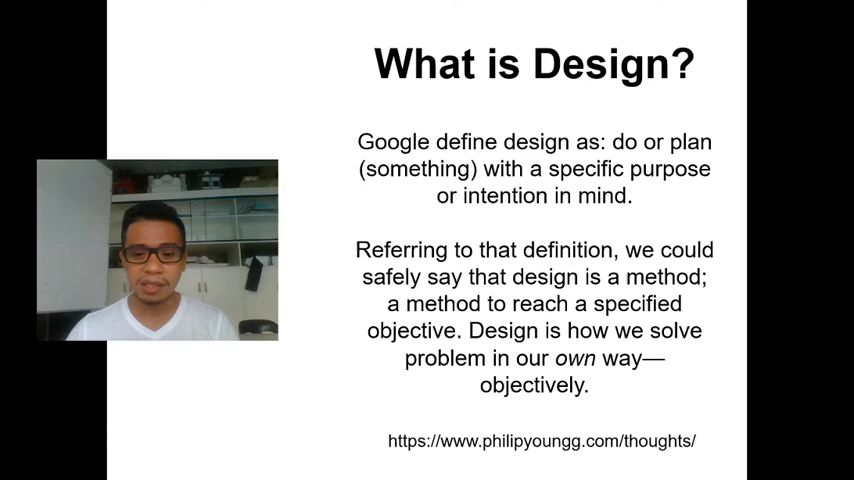 What is Design?
Google define design as: do or plan
(something) with a specific purpose
or intention in mind.
Referring to that definition, we could
safely say that design is a method;
a method to reach a specified
objective. Design is how we solve
problem in our own way—
objectively.
https://www.philipyoungg.com/thoughts/